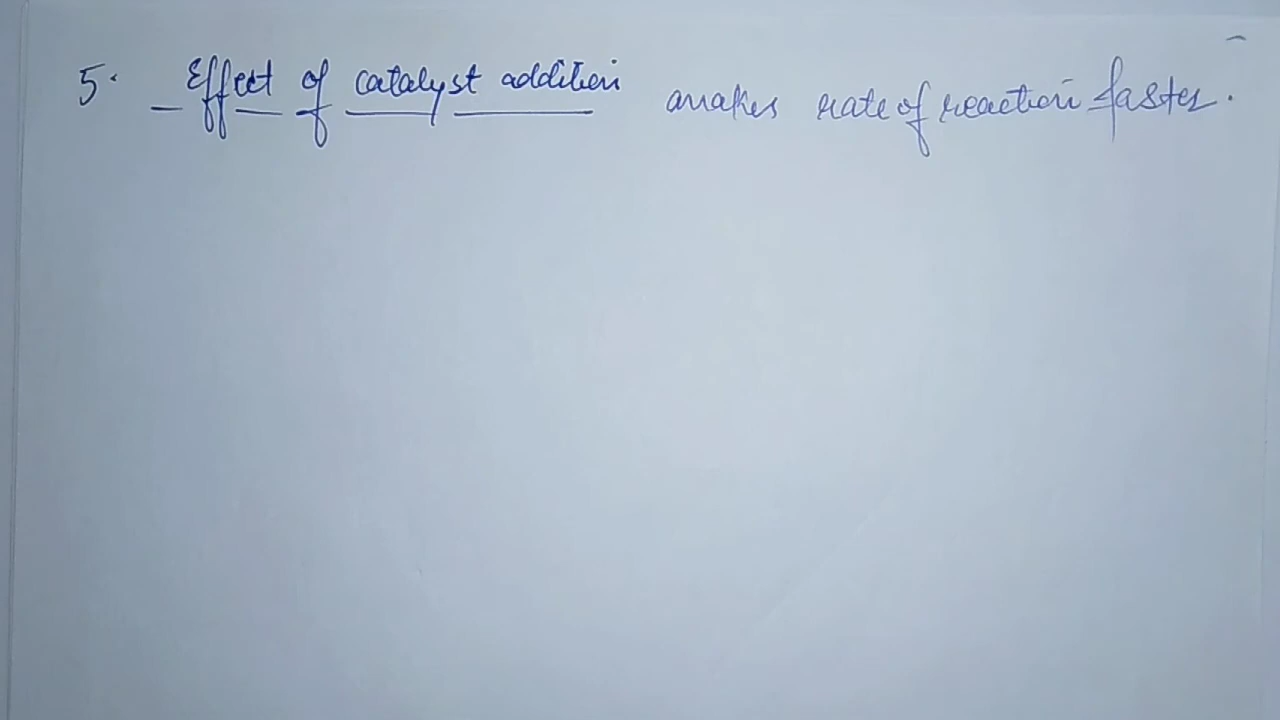 5. Effect of catalyst addition makes rate of reaction faster.